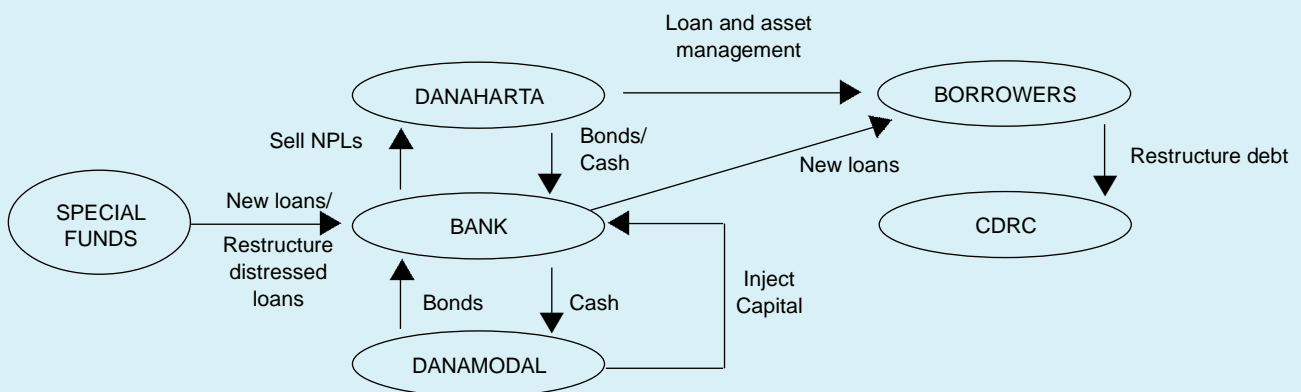 Loan and asset
management
DANAHARTA
BORROWERS
Sell NPLs
Bonds/
Cash
New loans
Restructure debt
SPECIAL
FUNDS
New loans/
Restructure
distressed
loans
BANK
CDRC
Bonds
Cash
Inject
Capital
DANAMODAL